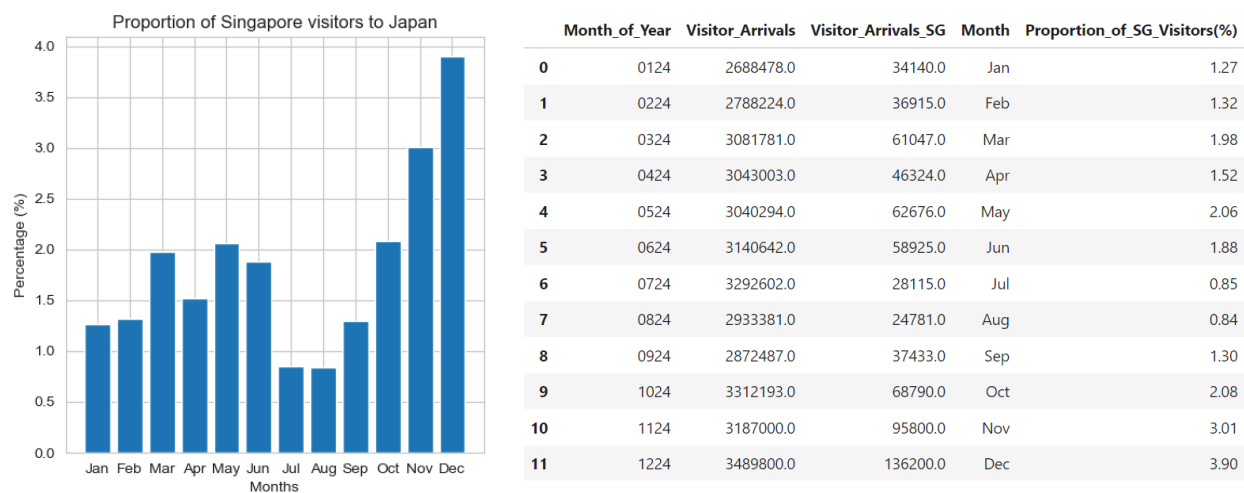 Proportion of Singapore visitors to Japan
4.0
3.5
3.0
2.5
2.0
1.5
1.0
0.5
0.0
Percentage (%)
Jan Feb Mar Apr May Jun Jul Aug Sep Oct Nov Dec
Months
Month_of_Year Visitor_Arrivals Visitor_Arrivals_SG Month Proportion_of_SG_Visitors(%)
0 0124 2688478.0 34140.0 Jan 1.27
1 0224 2788224.0 36915.0 Feb 1.32
2 0324 3081781.0 61047.0 Mar 1.98
3 0424 3043003.0 46324.0 Apr 1.52
4 0524 3040294.0 62676.0 May 2.06
5 0624 3140642.0 58925.0 Jun 1.88
6 0724 3292602.0 28115.0 Jul 0.85
7 0824 2933381.0 24781.0 Aug 0.84
8 0924 2872487.0 37433.0 Sep 1.30
9 1024 3312193.0 68790.0 Oct 2.08
10 1124 3187000.0 95800.0 Nov 3.01
11 1224 3489800.0 136200.0 Dec 3.90